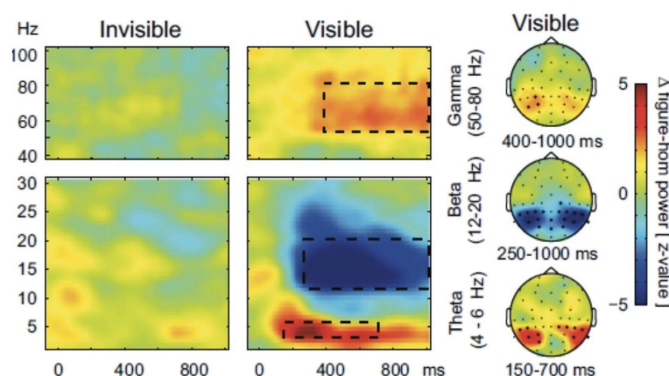 Invisible
Visible
Visible
Hz
100
80
60
40
Gamma
(50-80 Hz)
400-1000 ms
30
25
20
15
10
5
Beta
(12-20 Hz)
250-1000 ms
Theta
(4 - 6 Hz)
150-700 ms
0
400
800
0
400
800
ms
5
0
−5
Δ figure-hom power [ z-value ]